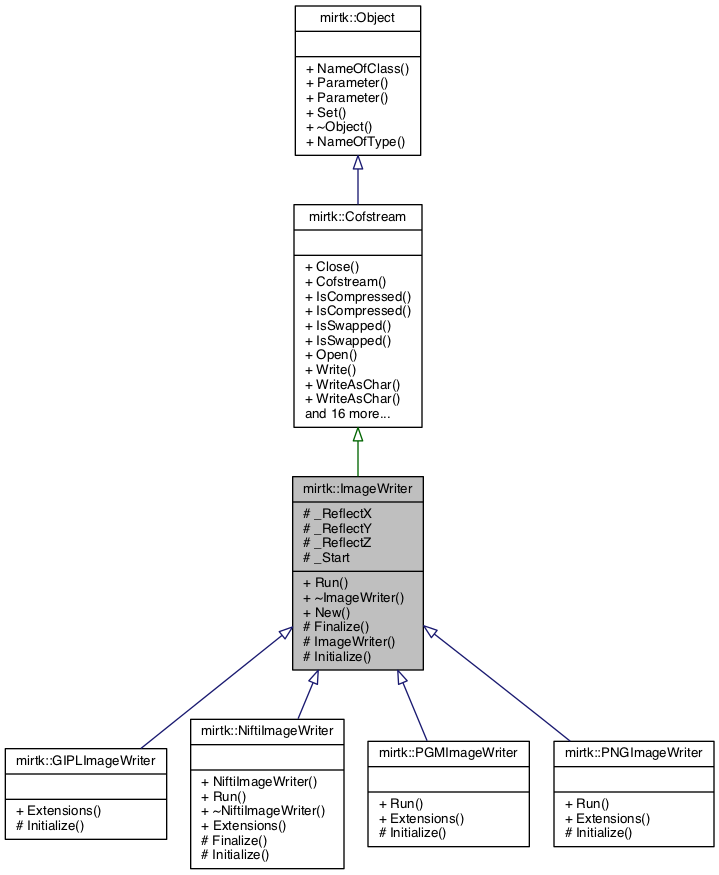 mirtk::Object
+ NameOfClass()
+ Parameter()
+ Parameter()
+ Set()
+ ~Object()
+ NameOfType()
mirtk::Cofstream
+ Close()
+ Cofstream()
+ IsCompressed()
+ IsCompressed()
+ IsSwapped()
+ IsSwapped()
+ Open()
+ Write()
+ WriteAsChar()
+ WriteAsChar()
and 16 more...
mirtk::ImageWriter
# _ReflectX
# _ReflectY
# _ReflectZ
# _Start
+ Run()
+ ~ImageWriter()
+ New()
# Finalize()
# ImageWriter()
# Initialize()
mirtk::GIPLImageWriter
+ Extensions()
# Initialize()
mirtk::NiftiImageWriter
+ NiftiImageWriter()
+ Run()
+ ~NiftiImageWriter()
+ Extensions()
# Finalize()
# Initialize()
mirtk::PGMImageWriter
+ Run()
+ Extensions()
# Initialize()
mirtk::PNGImageWriter
+ Run()
+ Extensions()
# Initialize()